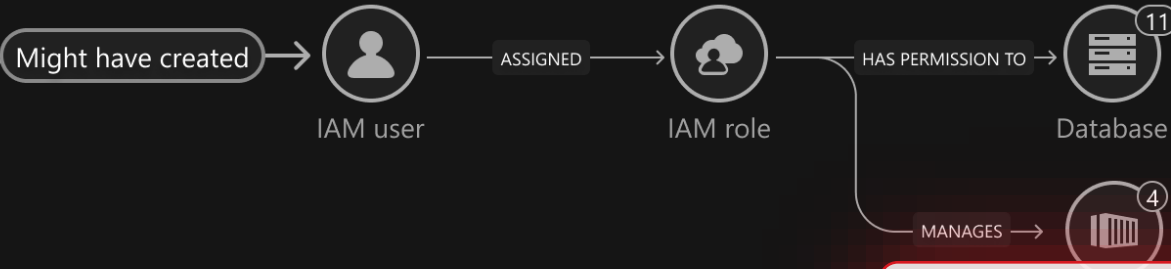 Might have created
ASSIGNED
HAS PERMISSION TO
11
IAM user
IAM role
Database
4
MANAGES